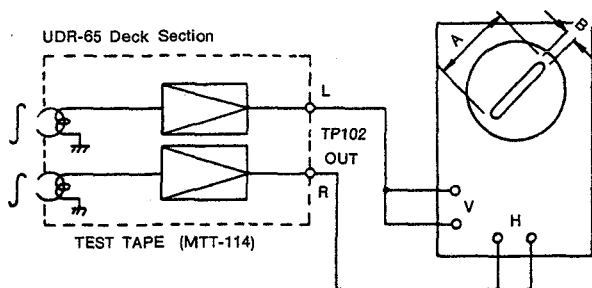 UDR-65 Deck Section
A
B
L
TP102
OUT
R
V
H
TEST TAPE (MTT-114)